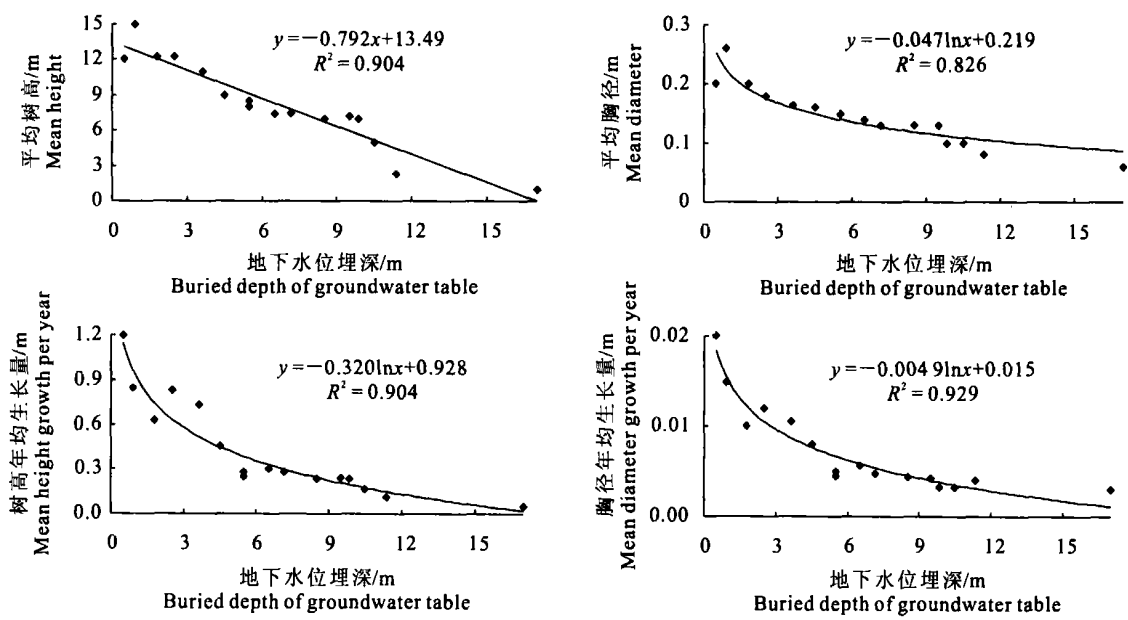 平均树高/m
Mean height
15
12
9
6
3
0
y=-0.792x+13.49
R²=0.904
0 3 6 9 12 15
地下水位埋深/m
Buried depth of groundwater table
平均胸径/m
Mean diameter
0.3
0.2
0.1
0
y=-0.047lnx+0.219
R²=0.826
0 3 6 9 12 15
地下水位埋深/m
Buried depth of groundwater table
树高年均生长量/m
Mean height growth per year
1.2
0.9
0.6
0.3
0.0
y=-0.320lnx+0.928
R²=0.904
0 3 6 9 12 15
地下水位埋深/m
Buried depth of groundwater table
胸径年均生长量/m
Mean diameter growth per year
0.02
0.01
0.00
y=-0.004 9lnx+0.015
R²=0.929
0 3 6 9 12 15
地下水位埋深/m
Buried depth of groundwater table